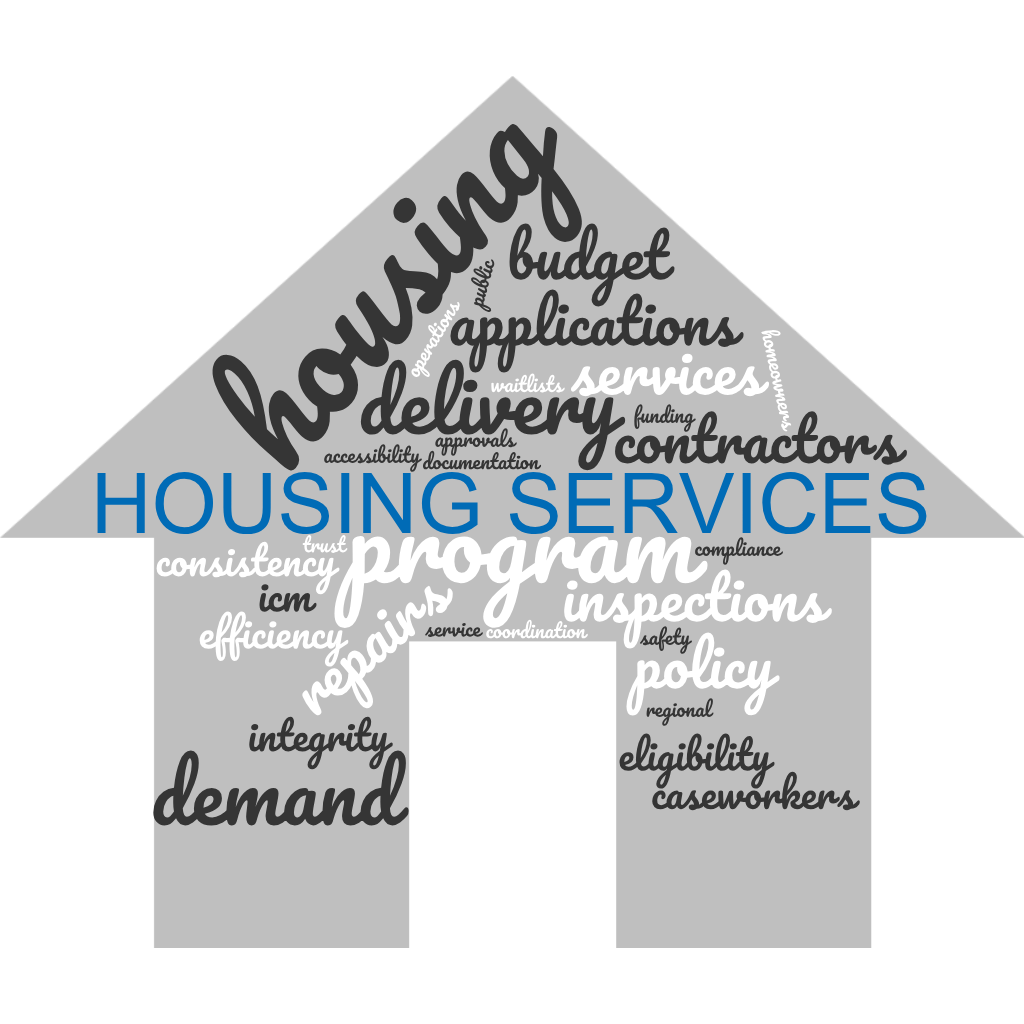 housing
budget
public
operations
applications
homeowners
waitlists
services
delivery
funding
contractors
approvals
accessibility
documentation
HOUSING SERVICES
trust
program
compliance
consistency
icm
repairs
inspections
efficiency
service
coordination
safety
policy
regional
integrity
eligibility
demand
caseworkers